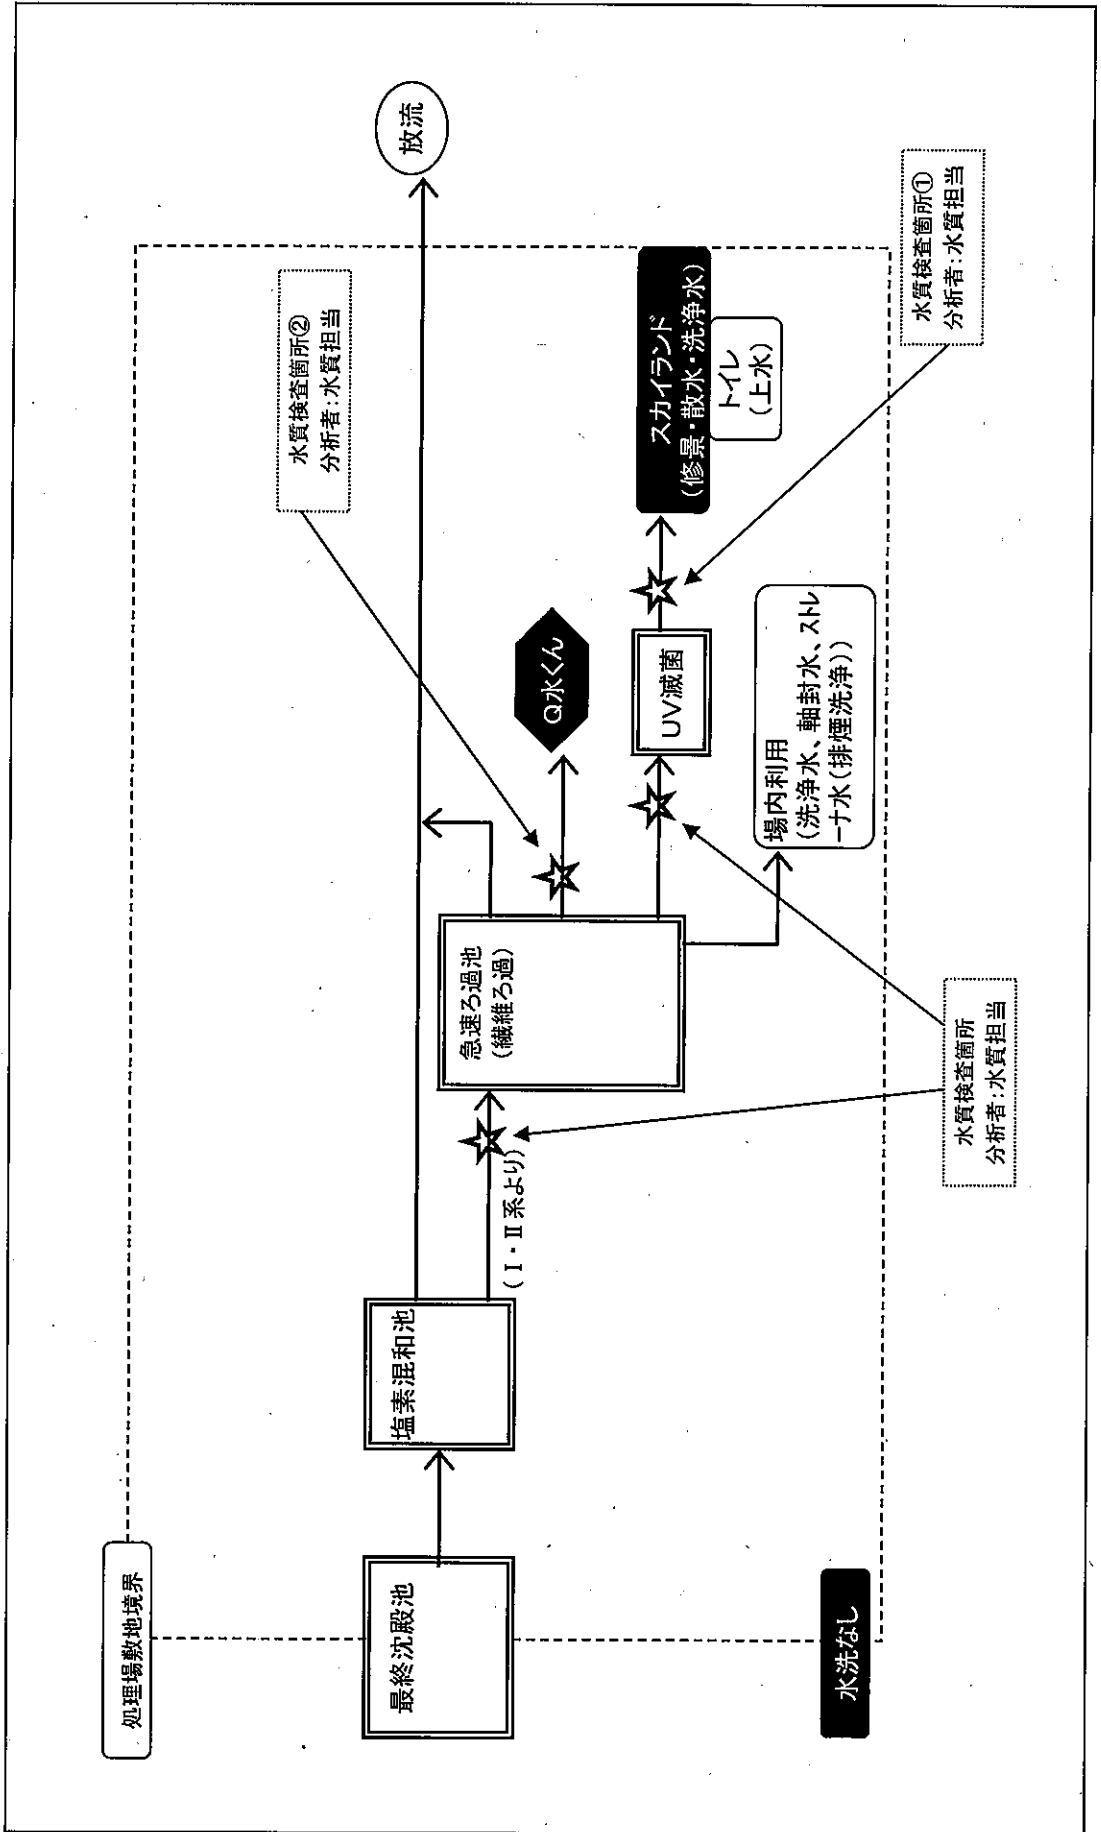 処理場敷地境界
最終沈殿池
水洗なし
塩素混和池
(Ⅰ・Ⅱ系より)
急速ろ過池
(繊維ろ過)
水質検査箇所
分析者:水質担当
水質検査箇所②
分析者:水質担当
Q水くん
UV滅菌
場内利用
(洗浄水、軸封水、ストレ
ーナ水(排煙洗浄))
スカイランド
(修景・散水・洗浄水)
トイレ
(上水)
水質検査箇所①
分析者:水質担当
放流